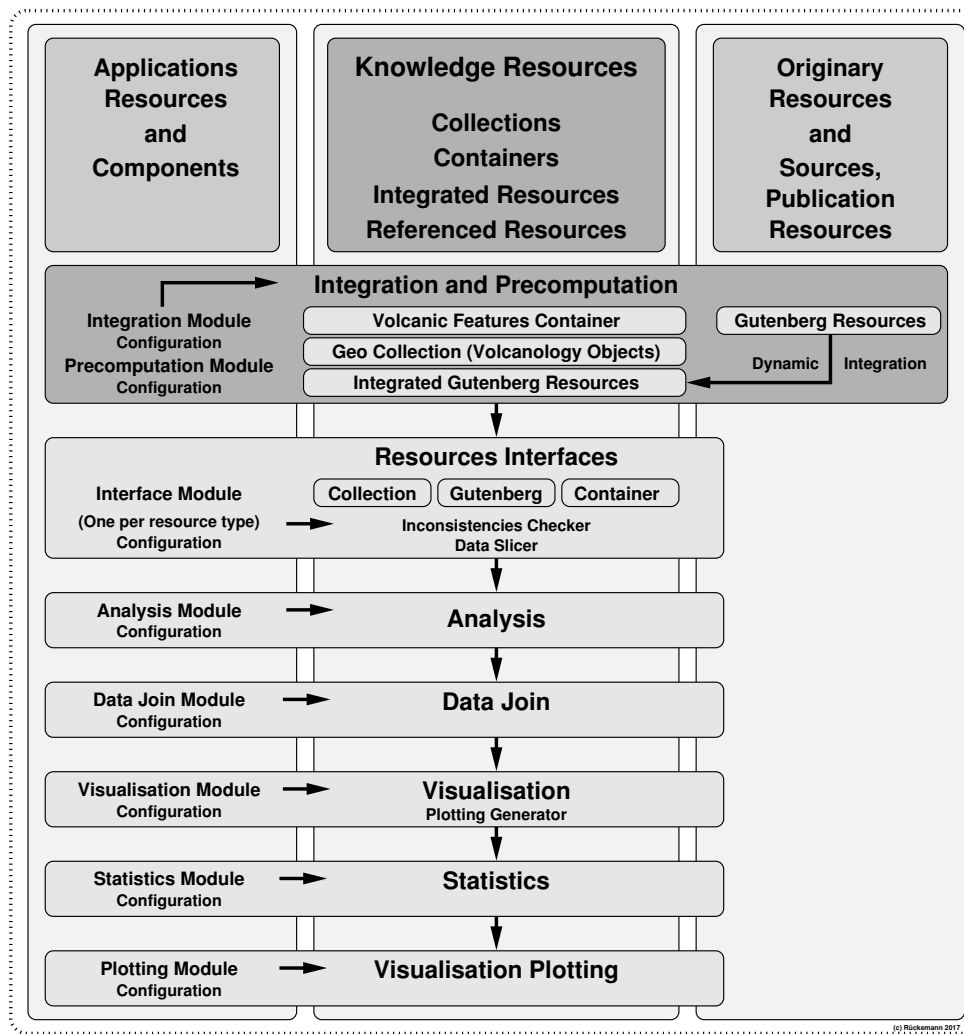 Applications
Resources
and
Components
Knowledge Resources
Collections
Containers
Integrated Resources
Referenced Resources
Originary
Resources
and
Sources,
Publication
Resources
Integration and Precomputation
Integration Module
Configuration
Precomputation Module
Configuration
Volcanic Features Container
Geo Collection (Volcanology Objects)
Integrated Gutenberg Resources
Gutenberg Resources
Dynamic Integration
Resources Interfaces
Interface Module
(One per resource type)
Configuration
Collection Gutenberg Container
Inconsistencies Checker
Data Slicer
Analysis Module
Configuration
Analysis
Data Join Module
Configuration
Data Join
Visualisation Module
Configuration
Visualisation
Plotting Generator
Statistics Module
Configuration
Statistics
Plotting Module
Configuration
Visualisation Plotting
(c) Rückemann 2017